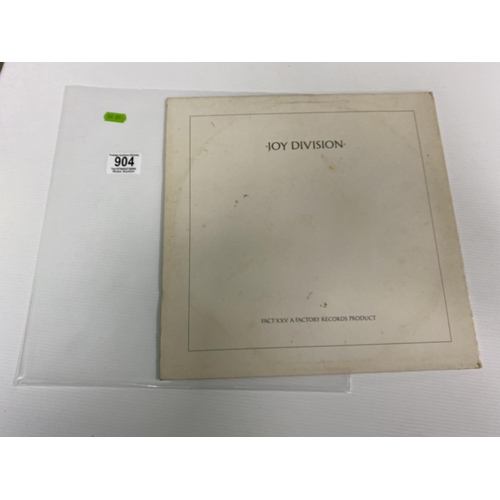 904
·JOY DIVISION·
FACT·XXV A FACTORY RECORDS PRODUCT